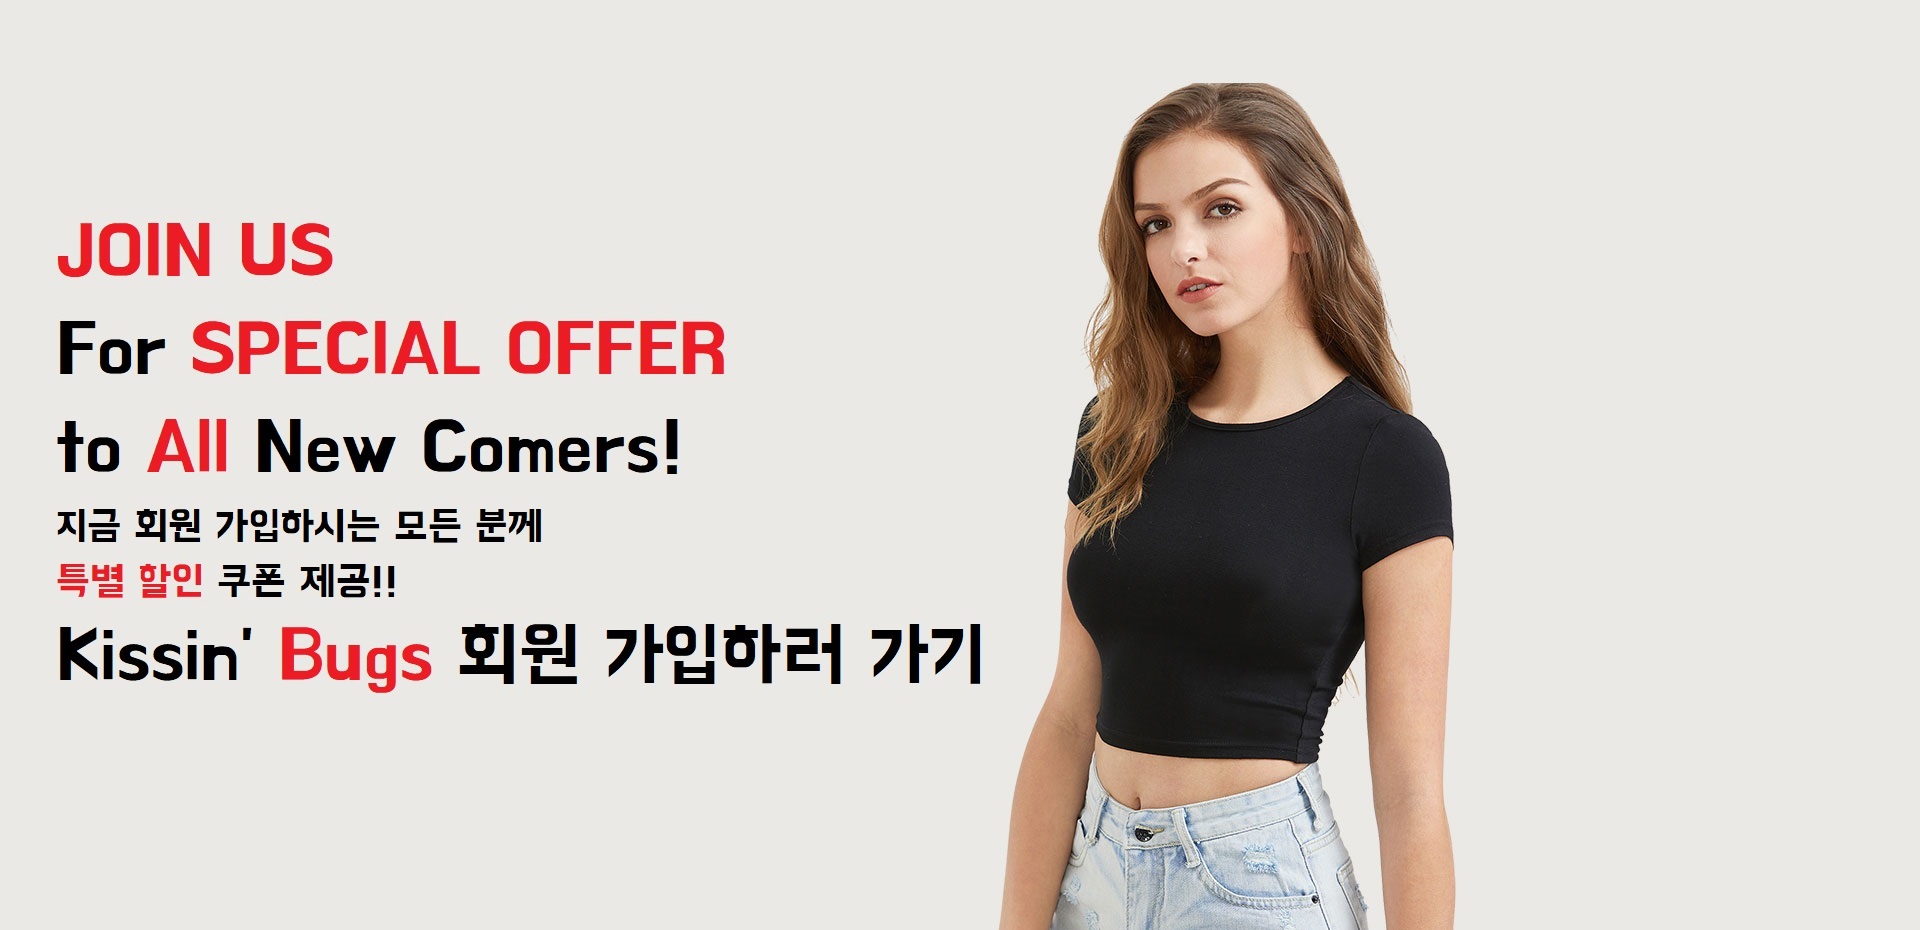 JOIN US
For SPECIAL OFFER
to All New Comers!
지금 회원 가입하시는 모든 분께
특별 할인 쿠폰 제공!!
Kissin' Bugs 회원 가입하러 가기